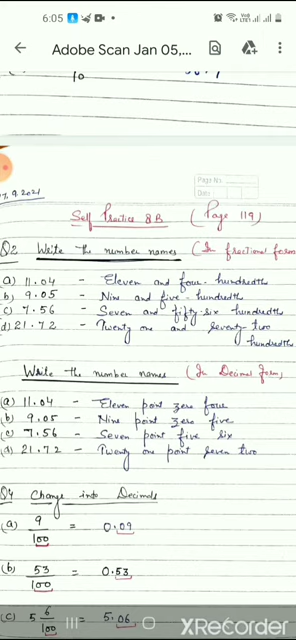 6:05
Adobe Scan Jan 05,...
10
Page No.
Date
7.9.2021
Self Practice 8B (Page 119)
Q2 Write the number names (In fractional form
a) 11.04 - Eleven and four-hundredth
b) 9.05 - Nine and five-hundredth
c) 7.56 - Seven and fifty-six hundredth
d) 21.72 - Twenty one and seventy two
hundredth
Write the number names (In Decimal form)
(a) 11.04 - Eleven point zero four
(b) 9.05 - Nine point zero five
(c) 7.56 - Seven point five six
(d) 21.72 - Twenty one point seven two
Q4 Change into Decimals
(a) 9/100 = 0.09
(b) 53/100 = 0.53
(c) 5 6/100 = 5.06
XRecorder